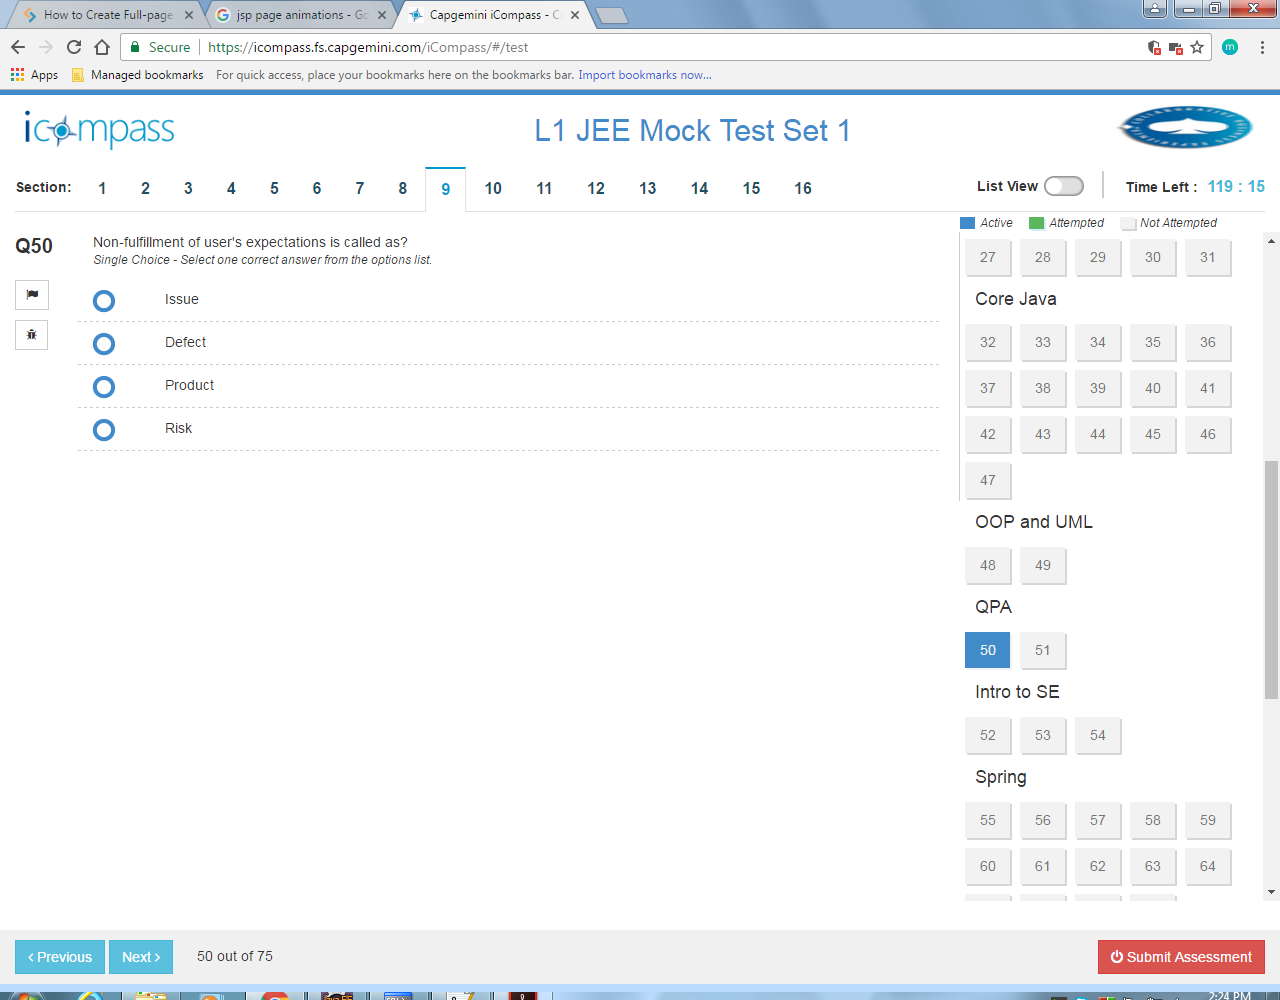 How to Create Full-page
jsp page animations - Go
Capgemini iCompass - C
Secure
https://icompass.fs.capgemini.com/iCompass/#/test
m
Apps
Managed bookmarks
For quick access, place your bookmarks here on the bookmarks bar. Import bookmarks now...
icompass
L1 JEE Mock Test Set 1
Section: 1 2 3 4 5 6 7 8 9 10 11 12 13 14 15 16
List View
Time Left : 119 : 15
Active Attempted Not Attempted
Q50
Non-fulfillment of user's expectations is called as?
Single Choice - Select one correct answer from the options list.
Issue
Defect
Product
Risk
27 28 29 30 31
Core Java
32 33 34 35 36
37 38 39 40 41
42 43 44 45 46
47
OOP and UML
48 49
QPA
50 51
Intro to SE
52 53 54
Spring
55 56 57 58 59
60 61 62 63 64
‹ Previous
Next ›
50 out of 75
Submit Assessment
2:24 PM